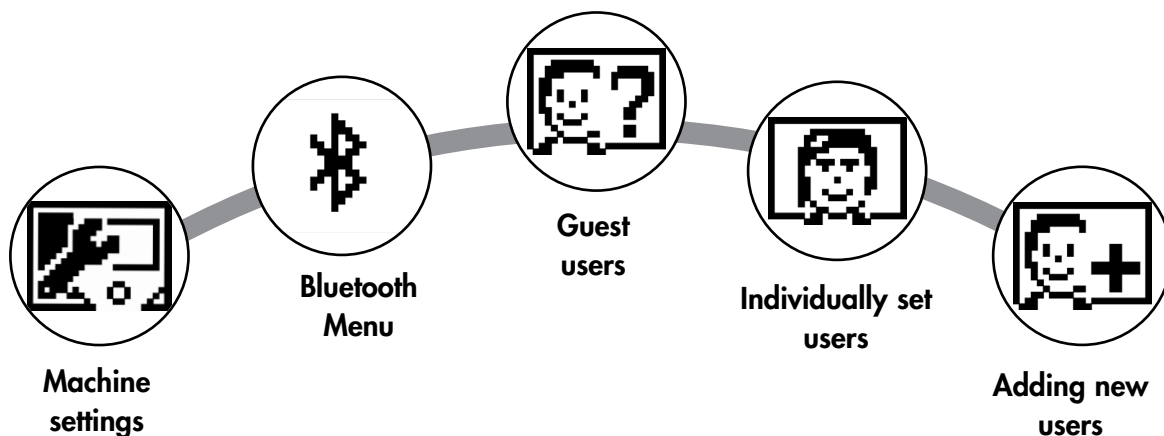 Machine
settings
Bluetooth
Menu
?
Guest
users
Individually set
users
+
Adding new
users